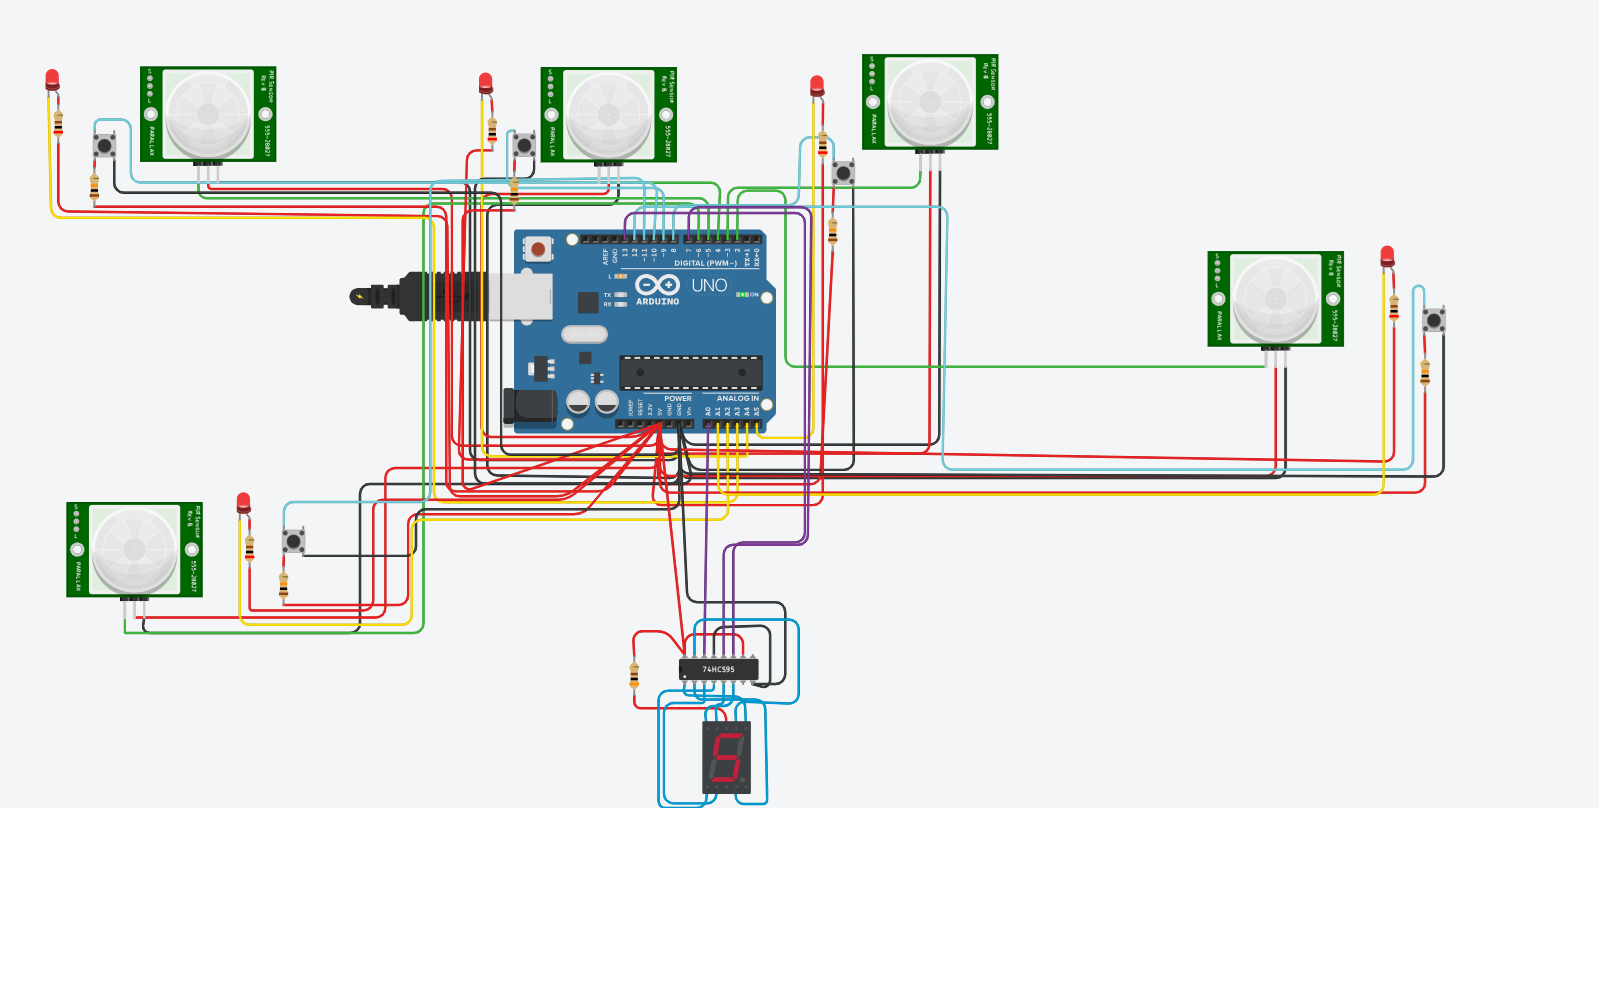 PIR Sensor
Rev B
555-28027
PARALLAX
S
L
PIR Sensor
Rev B
555-28027
PARALLAX
S
L
PIR Sensor
Rev B
555-28027
PARALLAX
S
L
PIR Sensor
Rev B
555-28027
PARALLAX
S
L
AREF
GND
13
12
~11
~10
~9
8
7
~6
~5
4
~3
2
TX→1
RX←0
DIGITAL (PWM~)
L
TX
RX
UNO
ARDUINO
ON
POWER
ANALOG IN
IOREF
RESET
3.3V
5V
GND
GND
Vin
A0
A1
A2
A3
A4
A5
PIR Sensor
Rev B
555-28027
PARALLAX
S
L
74HC595
5